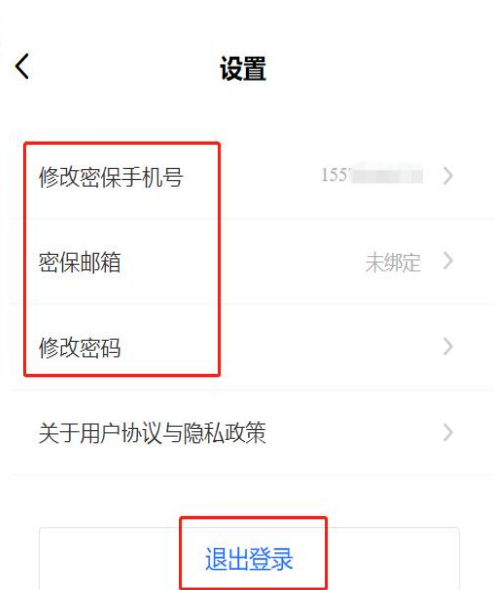 设置
修改密保手机号 155
密保邮箱 未绑定
修改密码
关于用户协议与隐私政策
退出登录